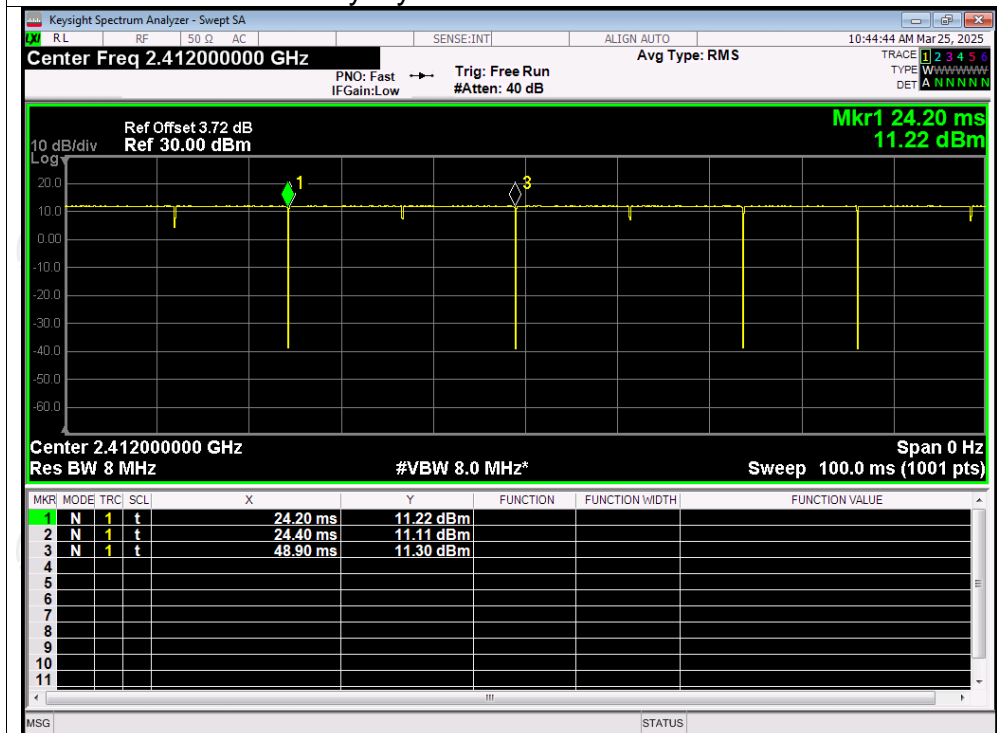 Keysight Spectrum Analyzer - Swept SA
LXI RL RF 50 Ω AC SENSE:INT ALIGN AUTO 10:44:44 AM Mar 25, 2025
Center Freq 2.412000000 GHz
PNO: Fast Trig: Free Run Avg Type: RMS TRACE 1 2 3 4 5 6
IFGain:Low #Atten: 40 dB TYPE WWWWWW
DET A N N N N N
Ref Offset 3.72 dB Mkr1 24.20 ms
10 dB/div Ref 30.00 dBm 11.22 dBm
Log
20.0
1 3
10.0
0.00
-10.0
-20.0
-30.0
-40.0
-50.0
-60.0
Center 2.412000000 GHz Span 0 Hz
Res BW 8 MHz #VBW 8.0 MHz* Sweep 100.0 ms (1001 pts)
MKR MODE TRC SCL X Y FUNCTION FUNCTION WIDTH FUNCTION VALUE
1 N 1 t 24.20 ms 11.22 dBm
2 N 1 t 24.40 ms 11.11 dBm
3 N 1 t 48.90 ms 11.30 dBm
4
5
6
7
8
9
10
11
MSG STATUS